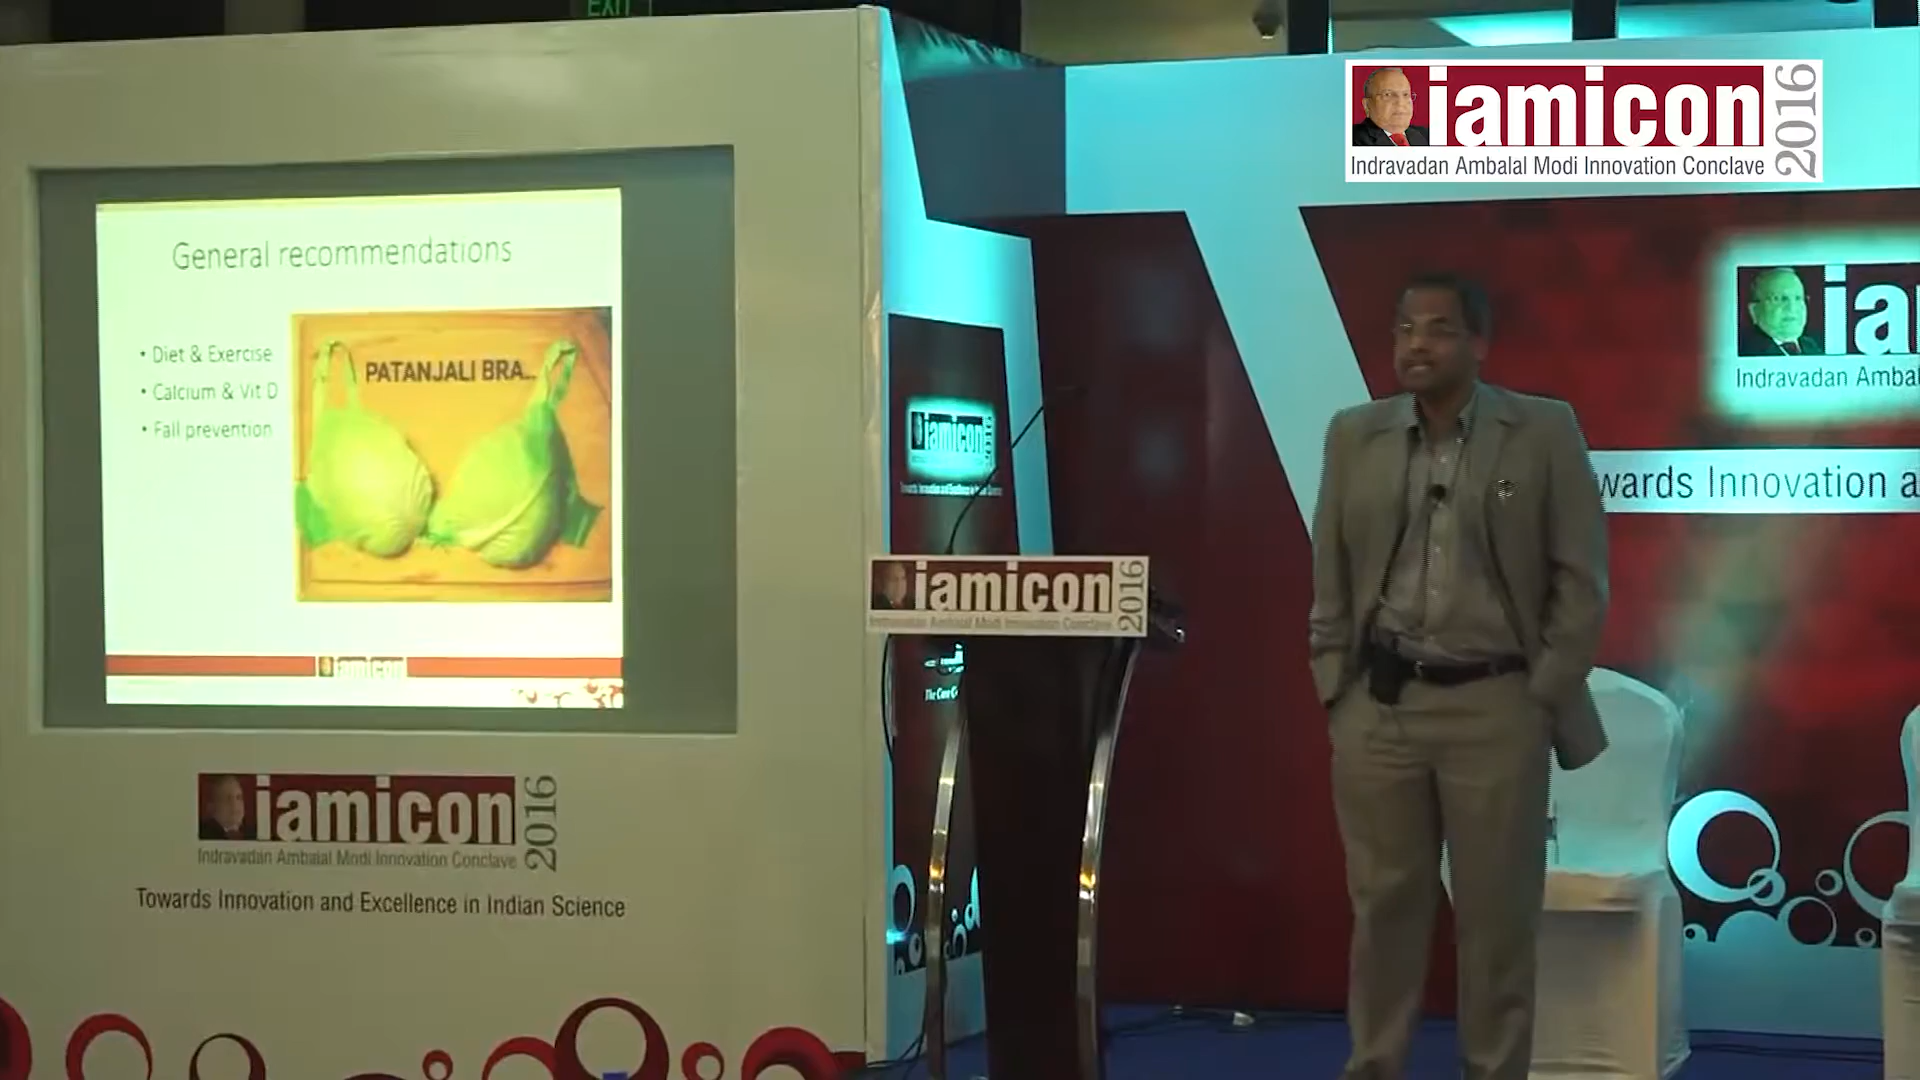 EXIT
iamicon 2016
Indravadan Ambalal Modi Innovation Conclave
General recommendations
• Diet & Exercise
• Calcium & Vit D
• Fall prevention
PATANJALI BRA..
iamicon
iamicon 2016
Indravadan Ambalal Modi Innovation Conclave
Towards Innovation and Excellence in Indian Science
iamicon 2016
iamicon 2016
Indravadan Ambalal Modi Innovation Conclave
ia
Indravadan Ambal
wards Innovation a